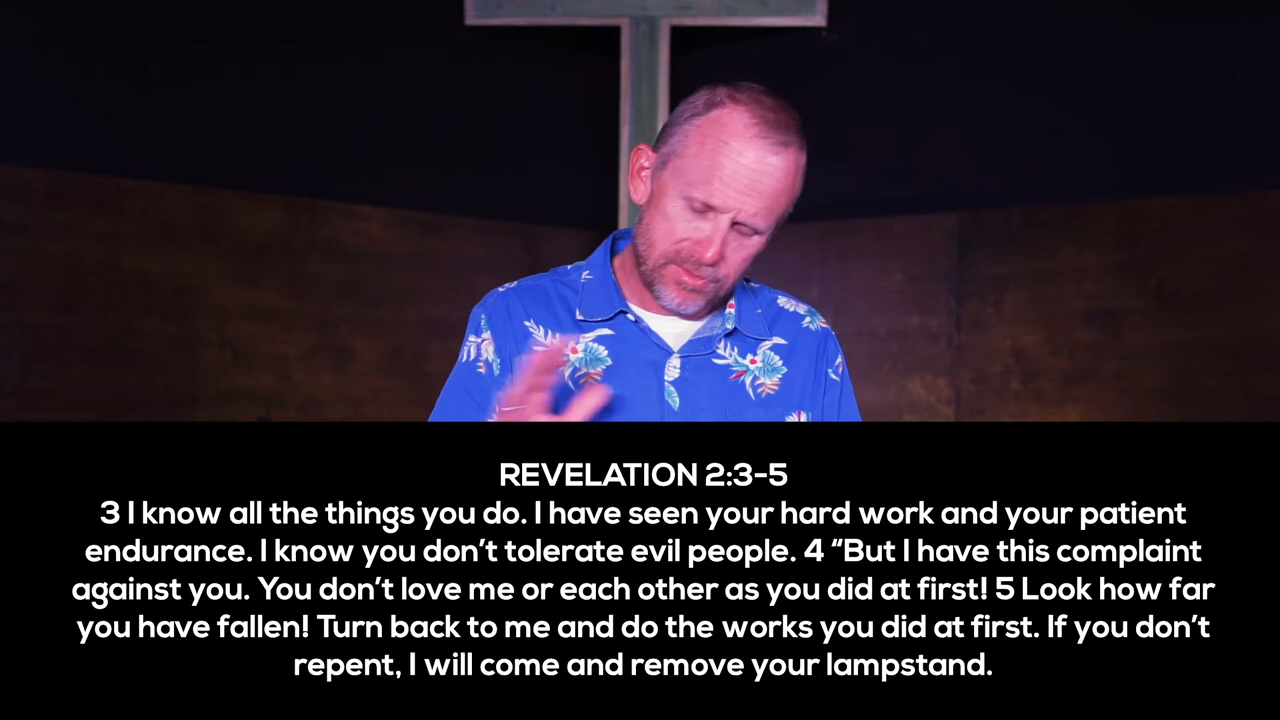 REVELATION 2:3-5
3 I know all the things you do. I have seen your hard work and your patient
endurance. I know you don’t tolerate evil people. 4 “But I have this complaint
against you. You don’t love me or each other as you did at first! 5 Look how far
you have fallen! Turn back to me and do the works you did at first. If you don’t
repent, I will come and remove your lampstand.